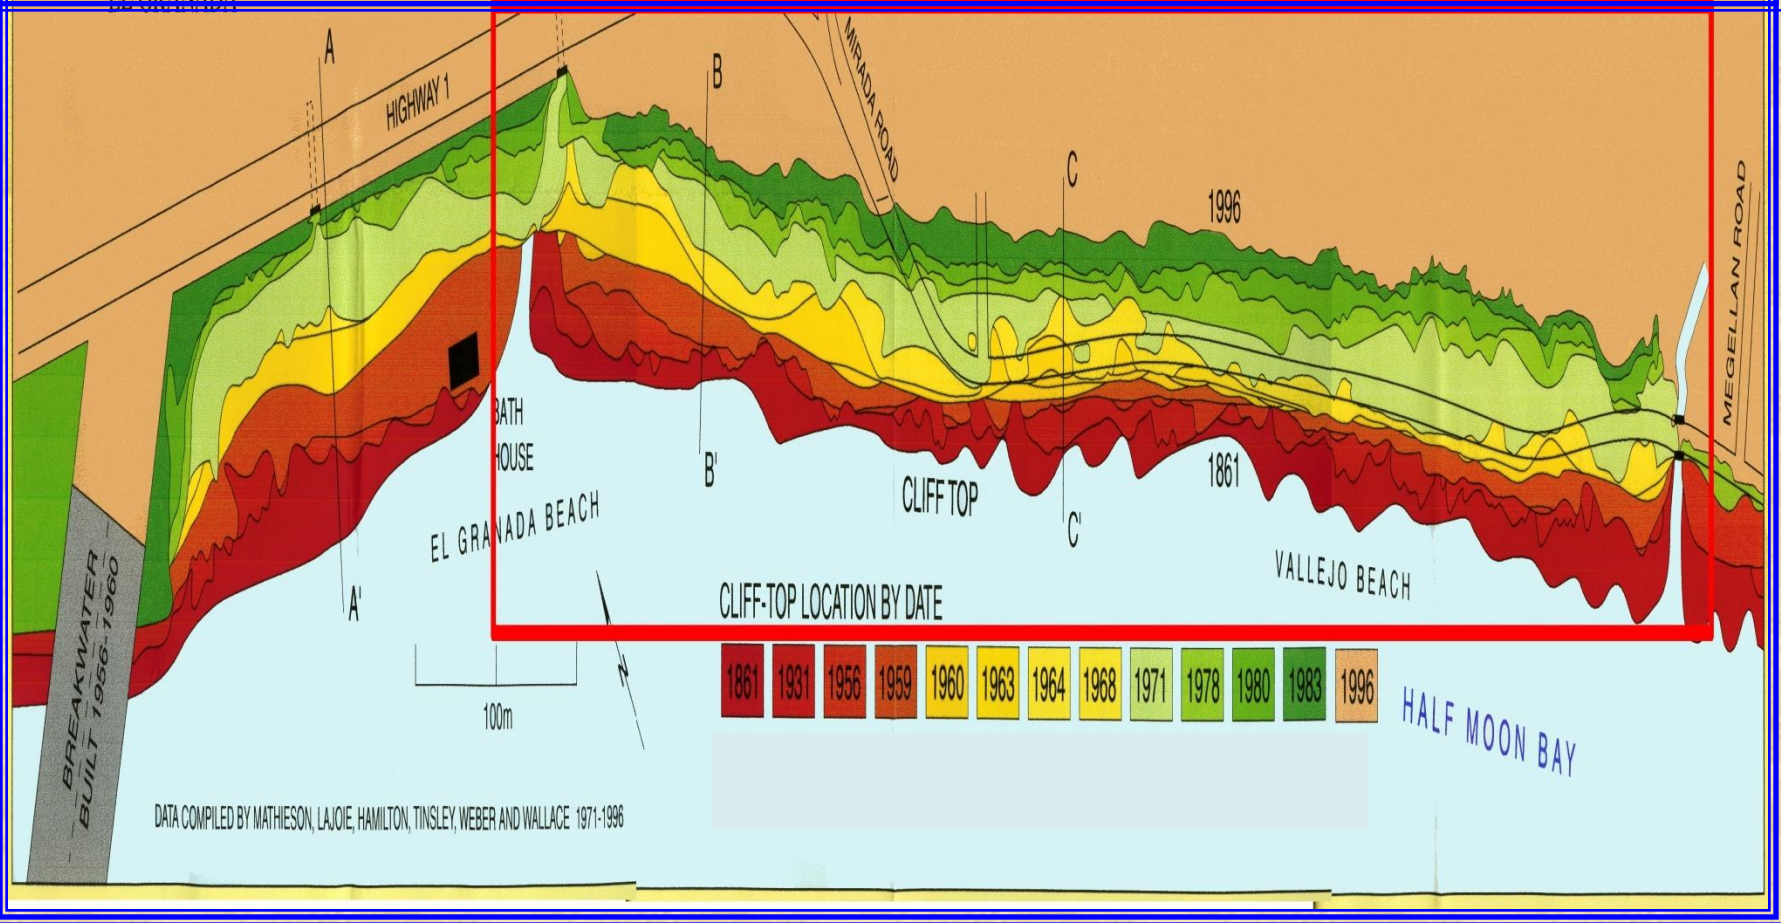 A
HIGHWAY 1
B
MIRADA ROAD
C
1996
MEGELLAN ROAD
BATH
HOUSE
B'
CLIFF TOP
1861
C'
EL GRANADA BEACH
VALLEJO BEACH
A'
CLIFF-TOP LOCATION BY DATE
BREAKWATER
BUILT 1956-1960
N
1861 1931 1956 1959 1960 1963 1964 1968 1971 1978 1980 1983 1996
100m
HALF MOON BAY
DATA COMPILED BY MATHIESON, LAJOIE, HAMILTON, TINSLEY, WEBER AND WALLACE 1971-1996